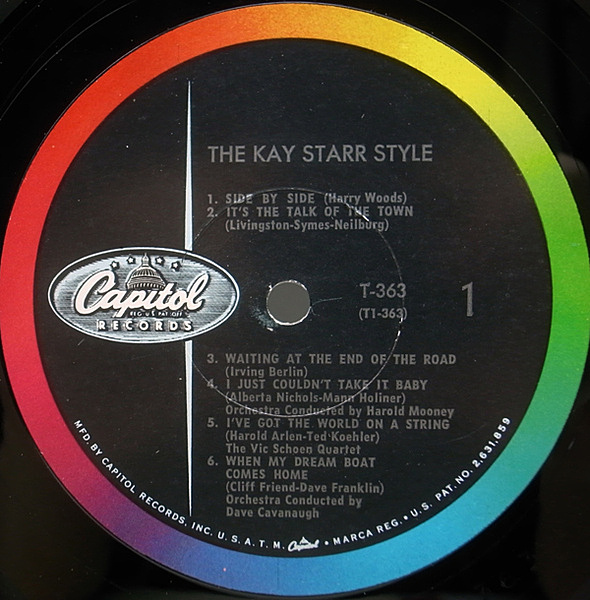 THE KAY STARR STYLE
1. SIDE BY SIDE (Harry Woods)
2. IT'S THE TALK OF THE TOWN
(Livingston-Symes-Neilburg)
Capitol
REG. U.S. PAT. OFF.
RECORDS
T-363
(T1-363)
1
3. WAITING AT THE END OF THE ROAD
(Irving Berlin)
4. I JUST COULDN'T TAKE IT BABY
(Alberta Nichols-Mann Holiner)
Orchestra Conducted by Harold Mooney
5. I'VE GOT THE WORLD ON A STRING
(Harold Arlen-Ted Koehler)
The Vic Schoen Quartet
6. WHEN MY DREAM BOAT
COMES HOME
(Cliff Friend-Dave Franklin)
Orchestra Conducted by
Dave Cavanaugh
MFD. BY CAPITOL RECORDS, INC. U.S.A. T.M. Capitol • MARCA REG. • U.S. PAT. NO. 2,631,859